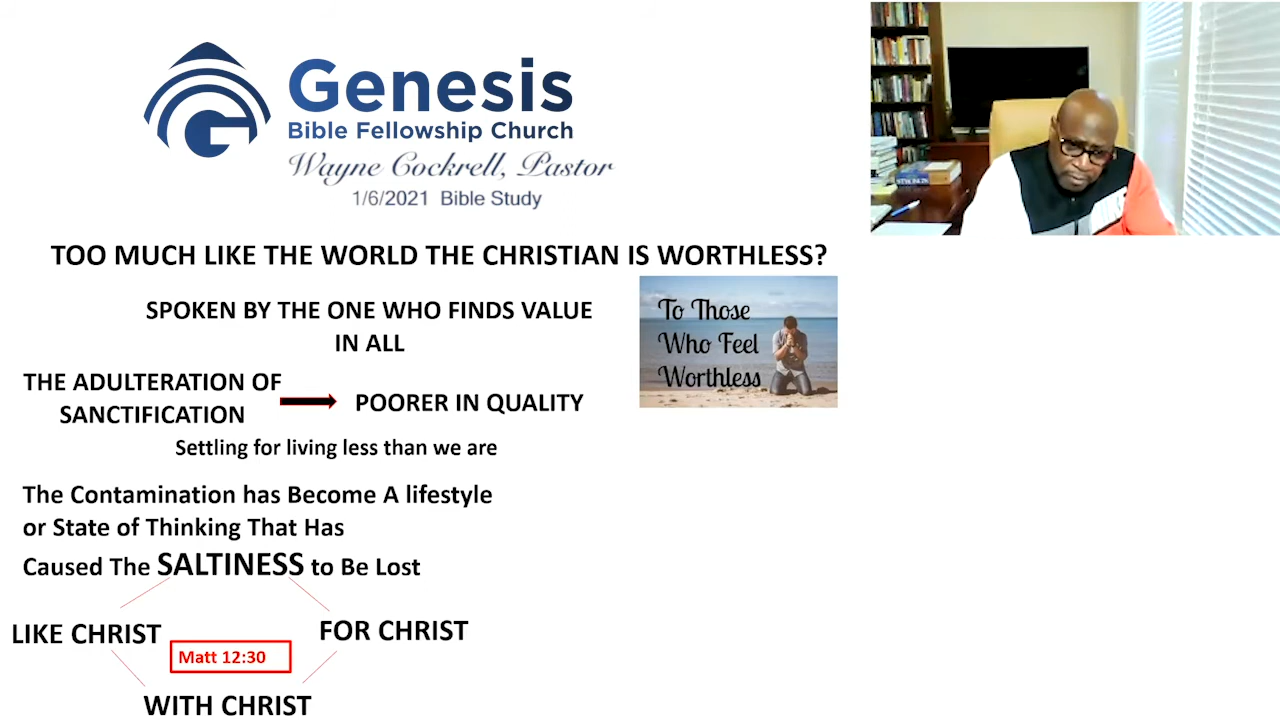 Genesis
Bible Fellowship Church
Wayne Cockrell, Pastor
1/6/2021 Bible Study
TOO MUCH LIKE THE WORLD THE CHRISTIAN IS WORTHLESS?
SPOKEN BY THE ONE WHO FINDS VALUE
IN ALL
To Those
Who Feel
Worthless
THE ADULTERATION OF
SANCTIFICATION
POORER IN QUALITY
Settling for living less than we are
The Contamination has Become A lifestyle
or State of Thinking That Has
Caused The SALTINESS to Be Lost
LIKE CHRIST
FOR CHRIST
Matt 12:30
WITH CHRIST